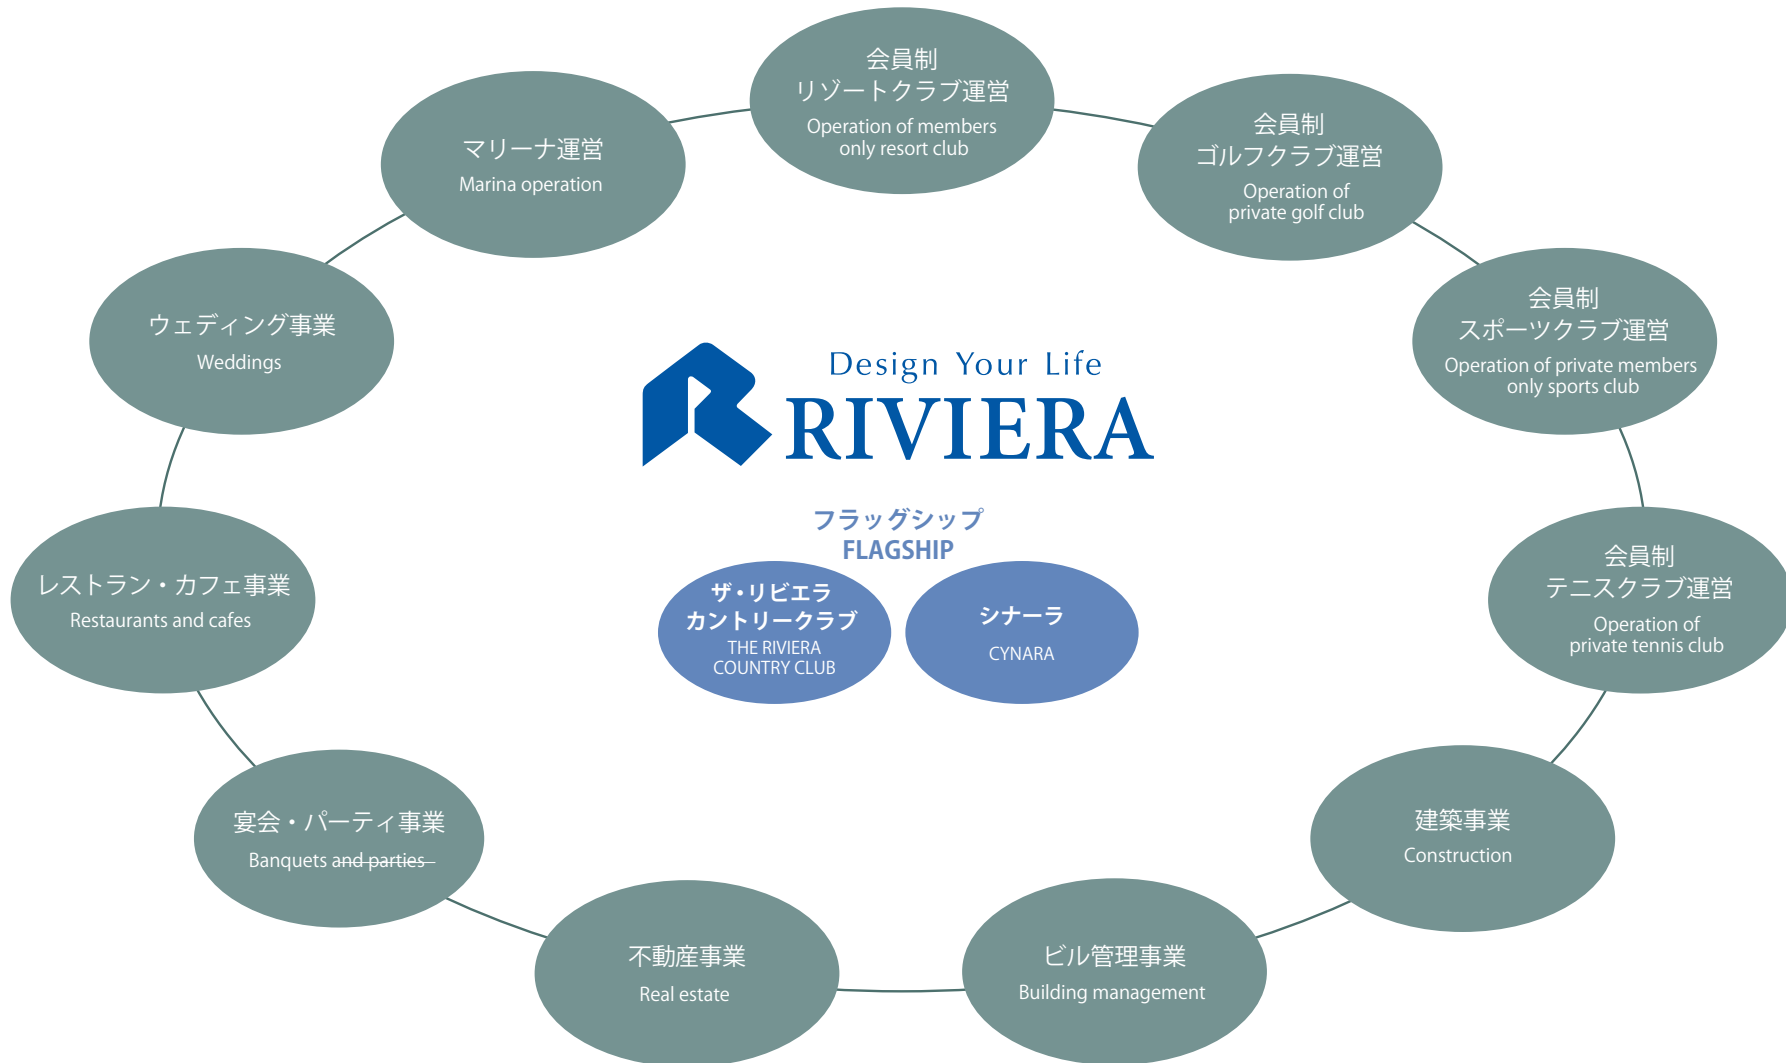 会員制
リゾートクラブ運営
Operation of members
only resort club
会員制
ゴルフクラブ運営
Operation of
private golf club
マリーナ運営
Marina operation
会員制
スポーツクラブ運営
Operation of private members
only sports club
ウェディング事業
Weddings
Design Your Life
RIVIERA
フラッグシップ
FLAGSHIP
ザ・リビエラ
カントリークラブ
THE RIVIERA
COUNTRY CLUB
シナーラ
CYNARA
会員制
テニスクラブ運営
Operation of
private tennis club
レストラン・カフェ事業
Restaurants and cafes
宴会・パーティ事業
Banquets and parties
建築事業
Construction
不動産事業
Real estate
ビル管理事業
Building management